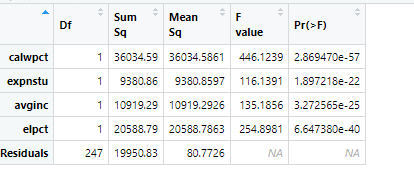 Df Sum Sq Mean Sq F value Pr(>F)
calwpct 1 36034.59 36034.5861 446.1239 2.869470e-57
expnstu 1 9380.86 9380.8597 116.1391 1.897218e-22
avginc 1 10919.29 10919.2926 135.1856 3.272565e-25
elpct 1 20588.79 20588.7863 254.8981 6.647380e-40
Residuals 247 19950.83 80.7726 NA NA